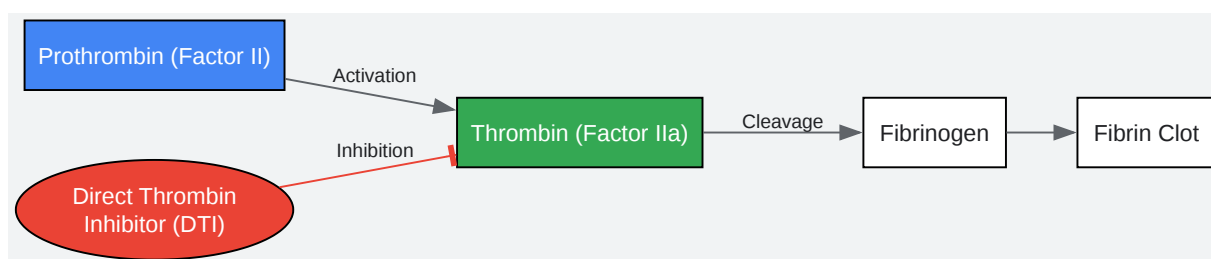 Prothrombin (Factor II)
Activation
Inhibition
Direct Thrombin
Inhibitor (DTI)
Thrombin (Factor IIa)
Cleavage
Fibrinogen
Fibrin Clot